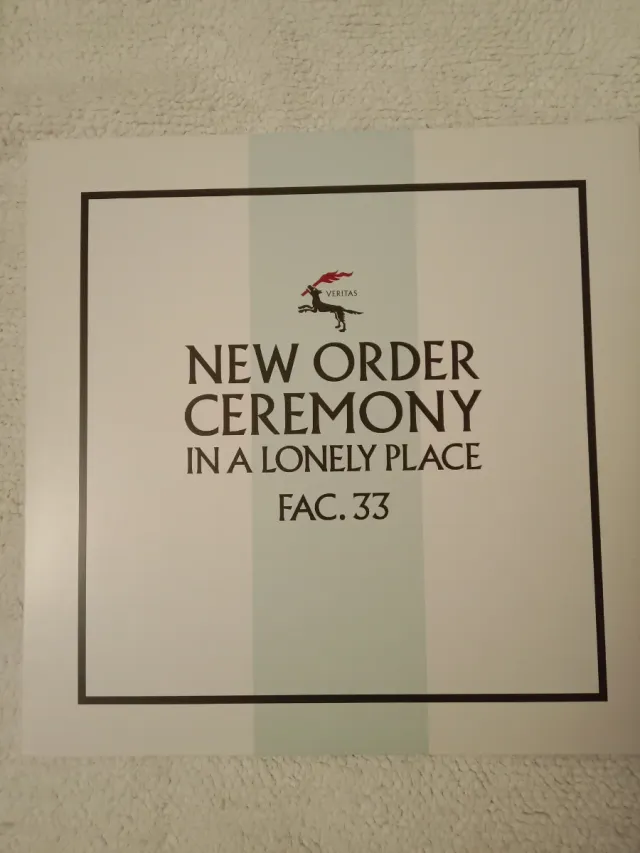 VERITAS
NEW ORDER
CEREMONY
IN A LONELY PLACE
FAC. 33